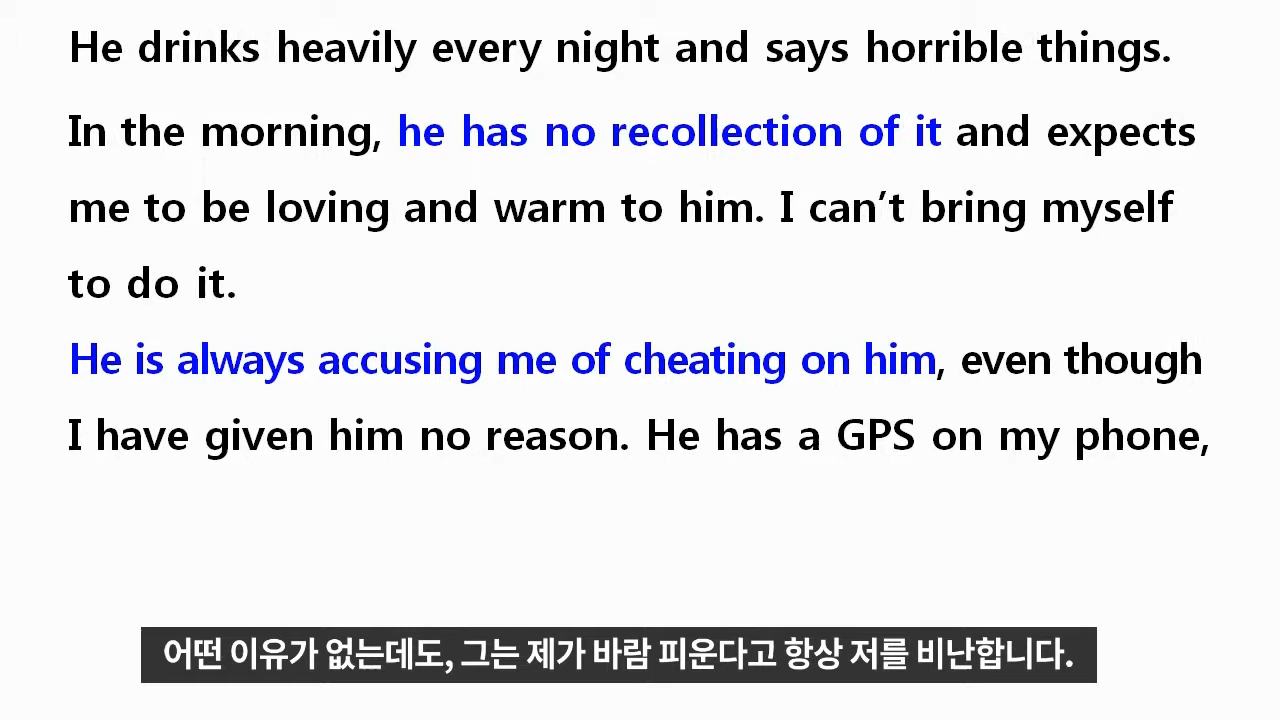 He drinks heavily every night and says horrible things.
In the morning, he has no recollection of it and expects
me to be loving and warm to him. I can’t bring myself
to do it.
He is always accusing me of cheating on him, even though
I have given him no reason. He has a GPS on my phone,
어떤 이유가 없는데도, 그는 제가 바람 피운다고 항상 저를 비난합니다.